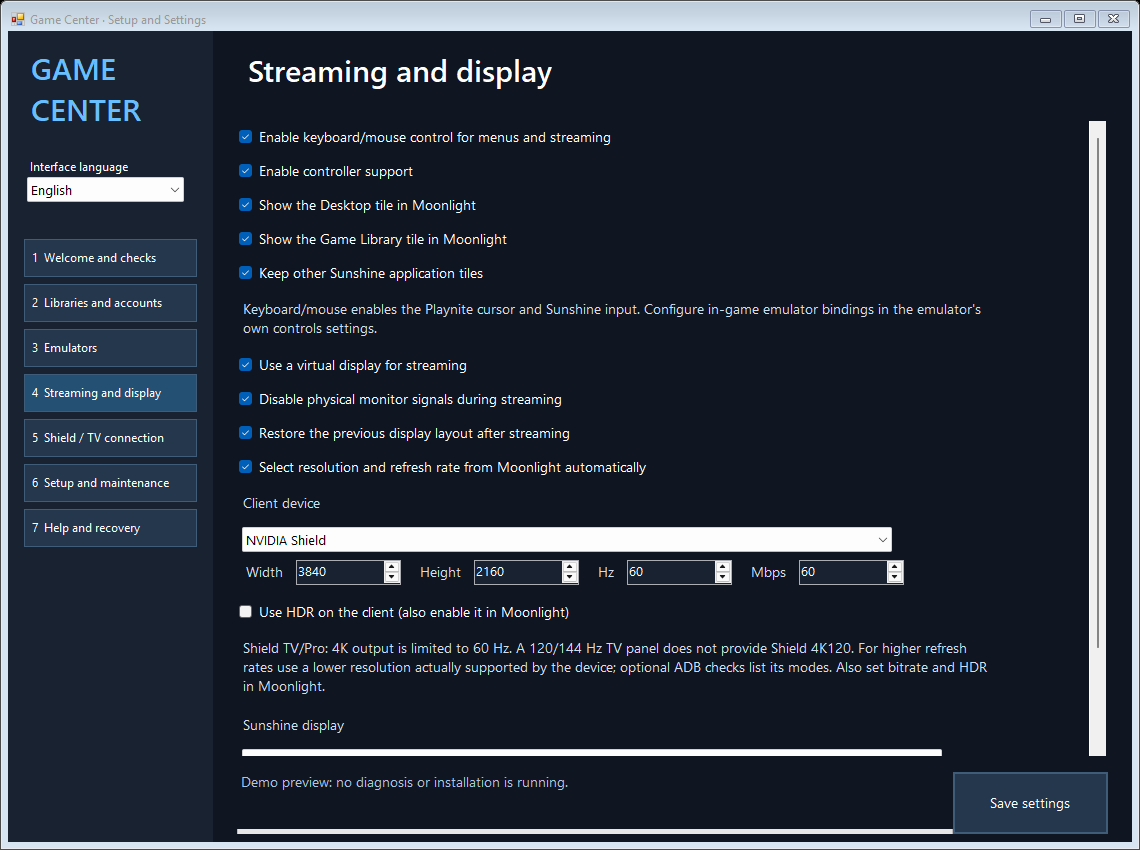 Game Center · Setup and Settings
GAME
CENTER
Interface language
English
1 Welcome and checks
2 Libraries and accounts
3 Emulators
4 Streaming and display
5 Shield / TV connection
6 Setup and maintenance
7 Help and recovery
Streaming and display
Enable keyboard/mouse control for menus and streaming
Enable controller support
Show the Desktop tile in Moonlight
Show the Game Library tile in Moonlight
Keep other Sunshine application tiles
Keyboard/mouse enables the Playnite cursor and Sunshine input. Configure in-game emulator bindings in the emulator's
own controls settings.
Use a virtual display for streaming
Disable physical monitor signals during streaming
Restore the previous display layout after streaming
Select resolution and refresh rate from Moonlight automatically
Client device
NVIDIA Shield
Width 3840 Height 2160 Hz 60 Mbps 60
Use HDR on the client (also enable it in Moonlight)
Shield TV/Pro: 4K output is limited to 60 Hz. A 120/144 Hz TV panel does not provide Shield 4K120. For higher refresh
rates use a lower resolution actually supported by the device; optional ADB checks list its modes. Also set bitrate and HDR
in Moonlight.
Sunshine display
Demo preview: no diagnosis or installation is running.
Save settings